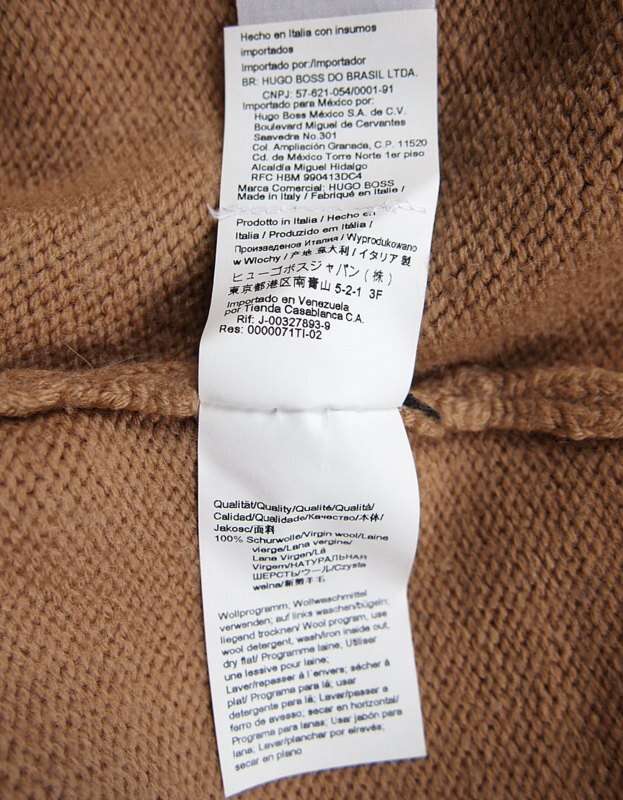 Hecho en Italia con insumos
importados
Importado por:/Importador
BR: HUGO BOSS DO BRASIL LTDA.
CNPJ: 57-621-054/0001-91
Importado para México por:
Hugo Boss México S.A. de C.V.
Boulevard Miguel de Cervantes
Saavedra No.301
Col. Ampliación Granada, C.P. 11520
Cd. de México Torre Norte 1er piso
Alcaldía Miguel Hidalgo
RFC HBM 990413DC4
Marca Comercial: HUGO BOSS
Made in Italy / Fabriqué en Italie /
Prodotto in Italia / Hecho en
Italia / Produzido em Itália /
Произведено Италия / Wyprodukowano
w Włochy / 产地 意大利 / イタリア製
ヒューゴボスジャパン（株）
東京都港区南青山 5-2-1 3F
Importado en Venezuela
por Tienda Casablanca C.A.
Rif: J-00327893-9
Res: 0000071TI-02
Qualität/Quality/Qualité/Qualità/
Calidad/Qualidade/Качество/本体/
Jakosc/面料
100% Schurwolle/Virgin wool/Laine
vierge/Lana vergine/
Lana Virgen/Lã
Virgem/НАТУРАЛЬНАЯ
ШЕРСТЬ/ウール/Czysta
welna/新剪羊毛
Wollprogramm; Wollwaschmittel
verwenden; auf links waschen/bügeln;
liegend trocknen/ Wool program, use
wool detergent, wash/iron inside out,
dry flat/ Programme laine; Utiliser
une lessive pour laine;
Laver/repasser à l'envers; sécher à
plat/ Programa para lã; usar
detergente para lã; Lavar/passar a
ferro de avesso; secar en horizontal/
Programa para lanas; Usar jabón para
lana; Lavar/planchar por elrevés;
secar en plano